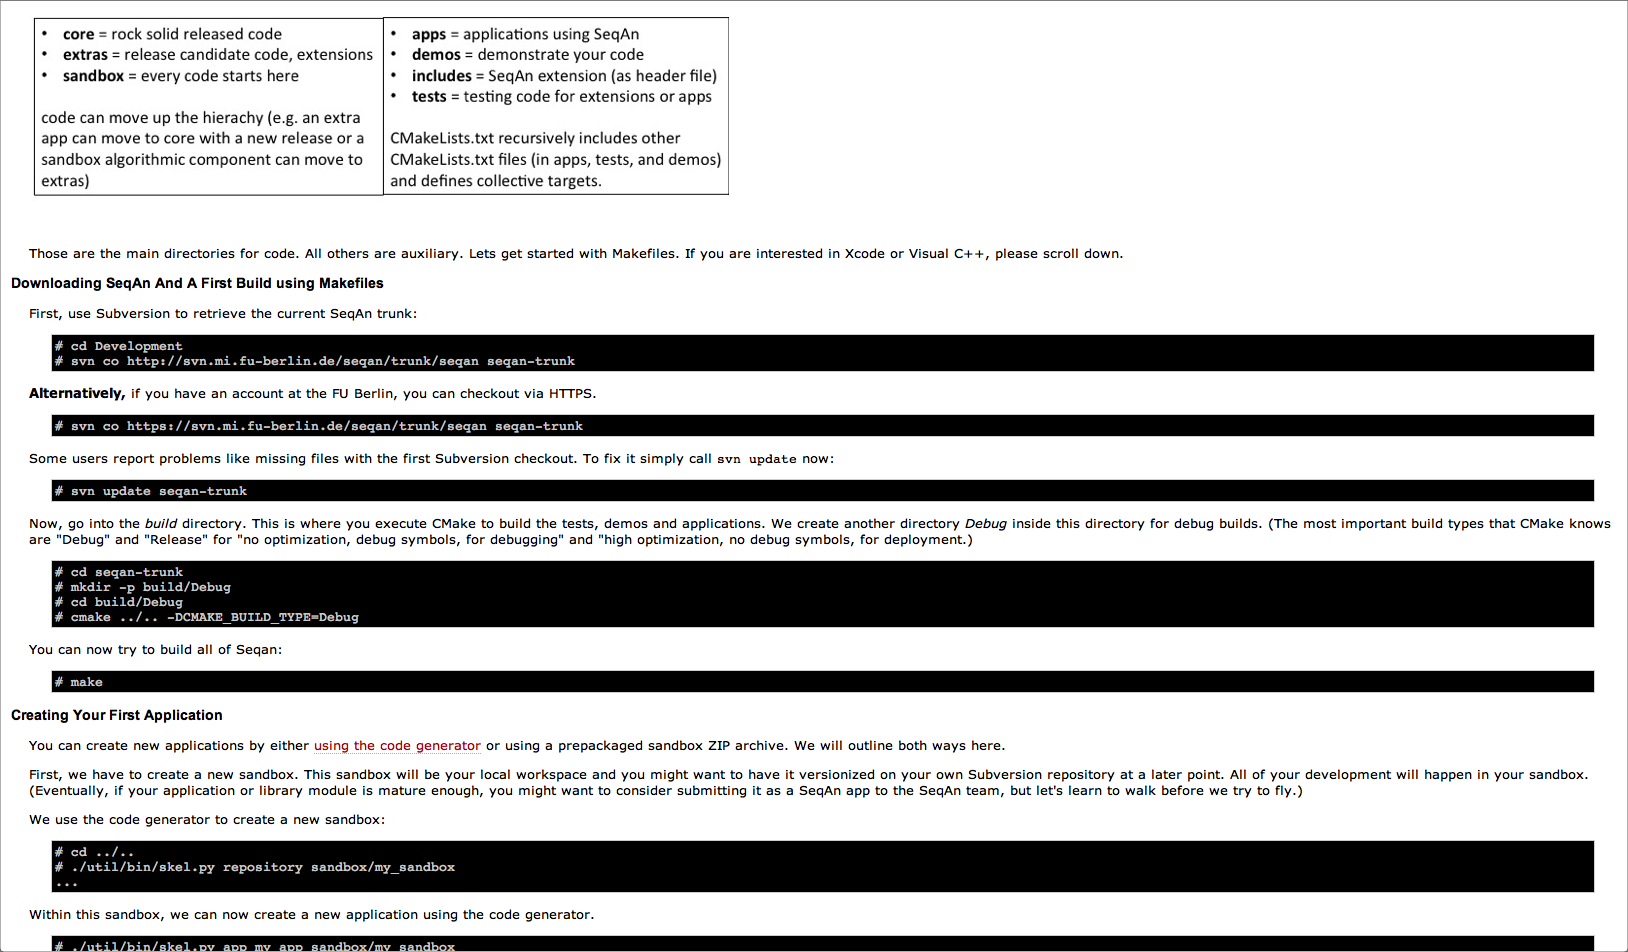 • core = rock solid released code
• extras = release candidate code, extensions
• sandbox = every code starts here
code can move up the hierachy (e.g. an extra
app can move to core with a new release or a
sandbox algorithmic component can move to
extras)
• apps = applications using SeqAn
• demos = demonstrate your code
• includes = SeqAn extension (as header file)
• tests = testing code for extensions or apps
CMakeLists.txt recursively includes other
CMakeLists.txt files (in apps, tests, and demos)
and defines collective targets.
Those are the main directories for code. All others are auxiliary. Lets get started with Makefiles. If you are interested in Xcode or Visual C++, please scroll down.
Downloading SeqAn And A First Build using Makefiles
First, use Subversion to retrieve the current SeqAn trunk:
# cd Development
# svn co http://svn.mi.fu-berlin.de/seqan/trunk/seqan seqan-trunk
Alternatively, if you have an account at the FU Berlin, you can checkout via HTTPS.
# svn co https://svn.mi.fu-berlin.de/seqan/trunk/seqan seqan-trunk
Some users report problems like missing files with the first Subversion checkout. To fix it simply call svn update now:
# svn update seqan-trunk
Now, go into the build directory. This is where you execute CMake to build the tests, demos and applications. We create another directory Debug inside this directory for debug builds. (The most important build types that CMake knows
are "Debug" and "Release" for "no optimization, debug symbols, for debugging" and "high optimization, no debug symbols, for deployment.)
# cd seqan-trunk
# mkdir -p build/Debug
# cd build/Debug
# cmake ../.. -DCMAKE_BUILD_TYPE=Debug
You can now try to build all of Seqan:
# make
Creating Your First Application
You can create new applications by either using the code generator or using a prepackaged sandbox ZIP archive. We will outline both ways here.
First, we have to create a new sandbox. This sandbox will be your local workspace and you might want to have it versionized on your own Subversion repository at a later point. All of your development will happen in your sandbox.
(Eventually, if your application or library module is mature enough, you might want to consider submitting it as a SeqAn app to the SeqAn team, but let's learn to walk before we try to fly.)
We use the code generator to create a new sandbox:
# cd ../..
# ./util/bin/skel.py repository sandbox/my_sandbox
...
Within this sandbox, we can now create a new application using the code generator.
# ./util/bin/skel.py app my_app sandbox/my_sandbox